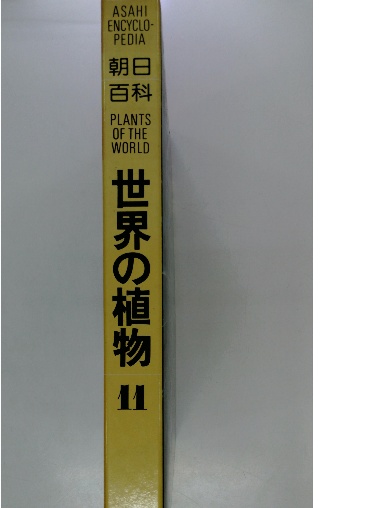 ASAHI
ENCYCLO-
PEDIA
朝日
百科
PLANTS
OF THE
WORLD
世界の植物
11